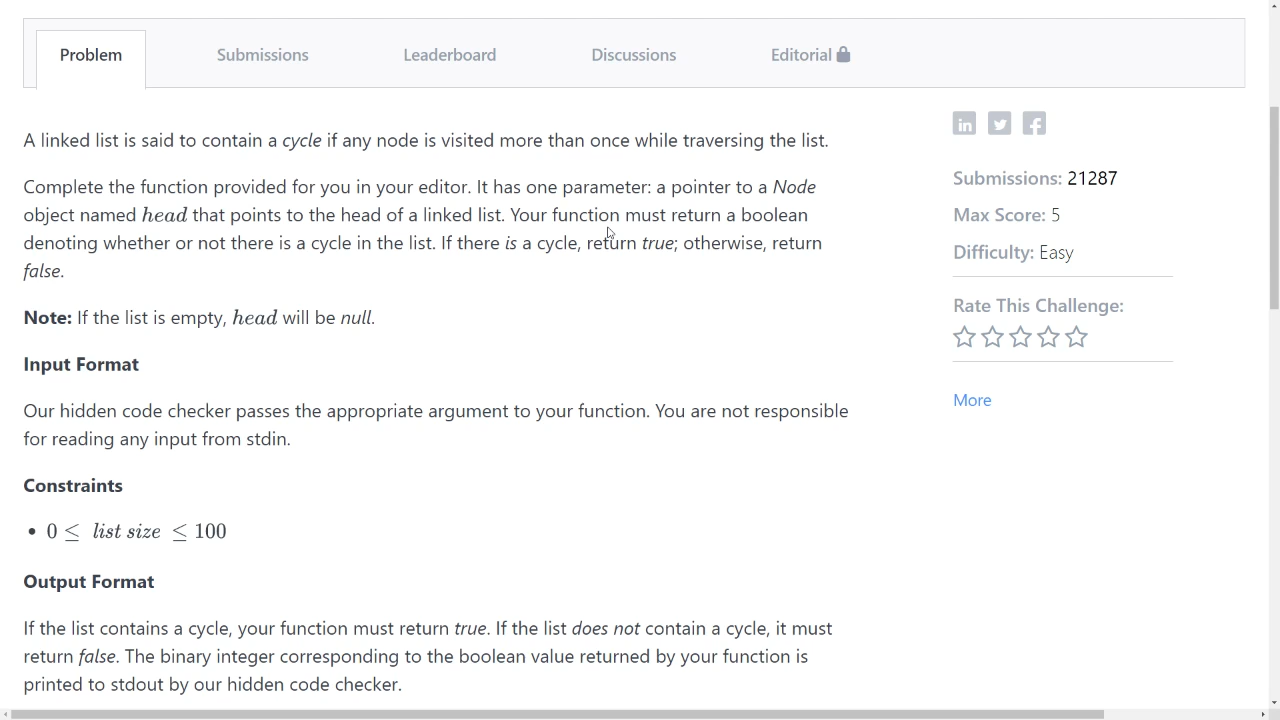 Problem Submissions Leaderboard Discussions Editorial
A linked list is said to contain a cycle if any node is visited more than once while traversing the list.
Complete the function provided for you in your editor. It has one parameter: a pointer to a Node
object named head that points to the head of a linked list. Your function must return a boolean
denoting whether or not there is a cycle in the list. If there is a cycle, return true; otherwise, return
false.
Note: If the list is empty, head will be null.
Input Format
Our hidden code checker passes the appropriate argument to your function. You are not responsible
for reading any input from stdin.
Constraints
• 0 ≤ list size ≤ 100
Output Format
If the list contains a cycle, your function must return true. If the list does not contain a cycle, it must
return false. The binary integer corresponding to the boolean value returned by your function is
printed to stdout by our hidden code checker.
in f
Submissions: 21287
Max Score: 5
Difficulty: Easy
Rate This Challenge:
More